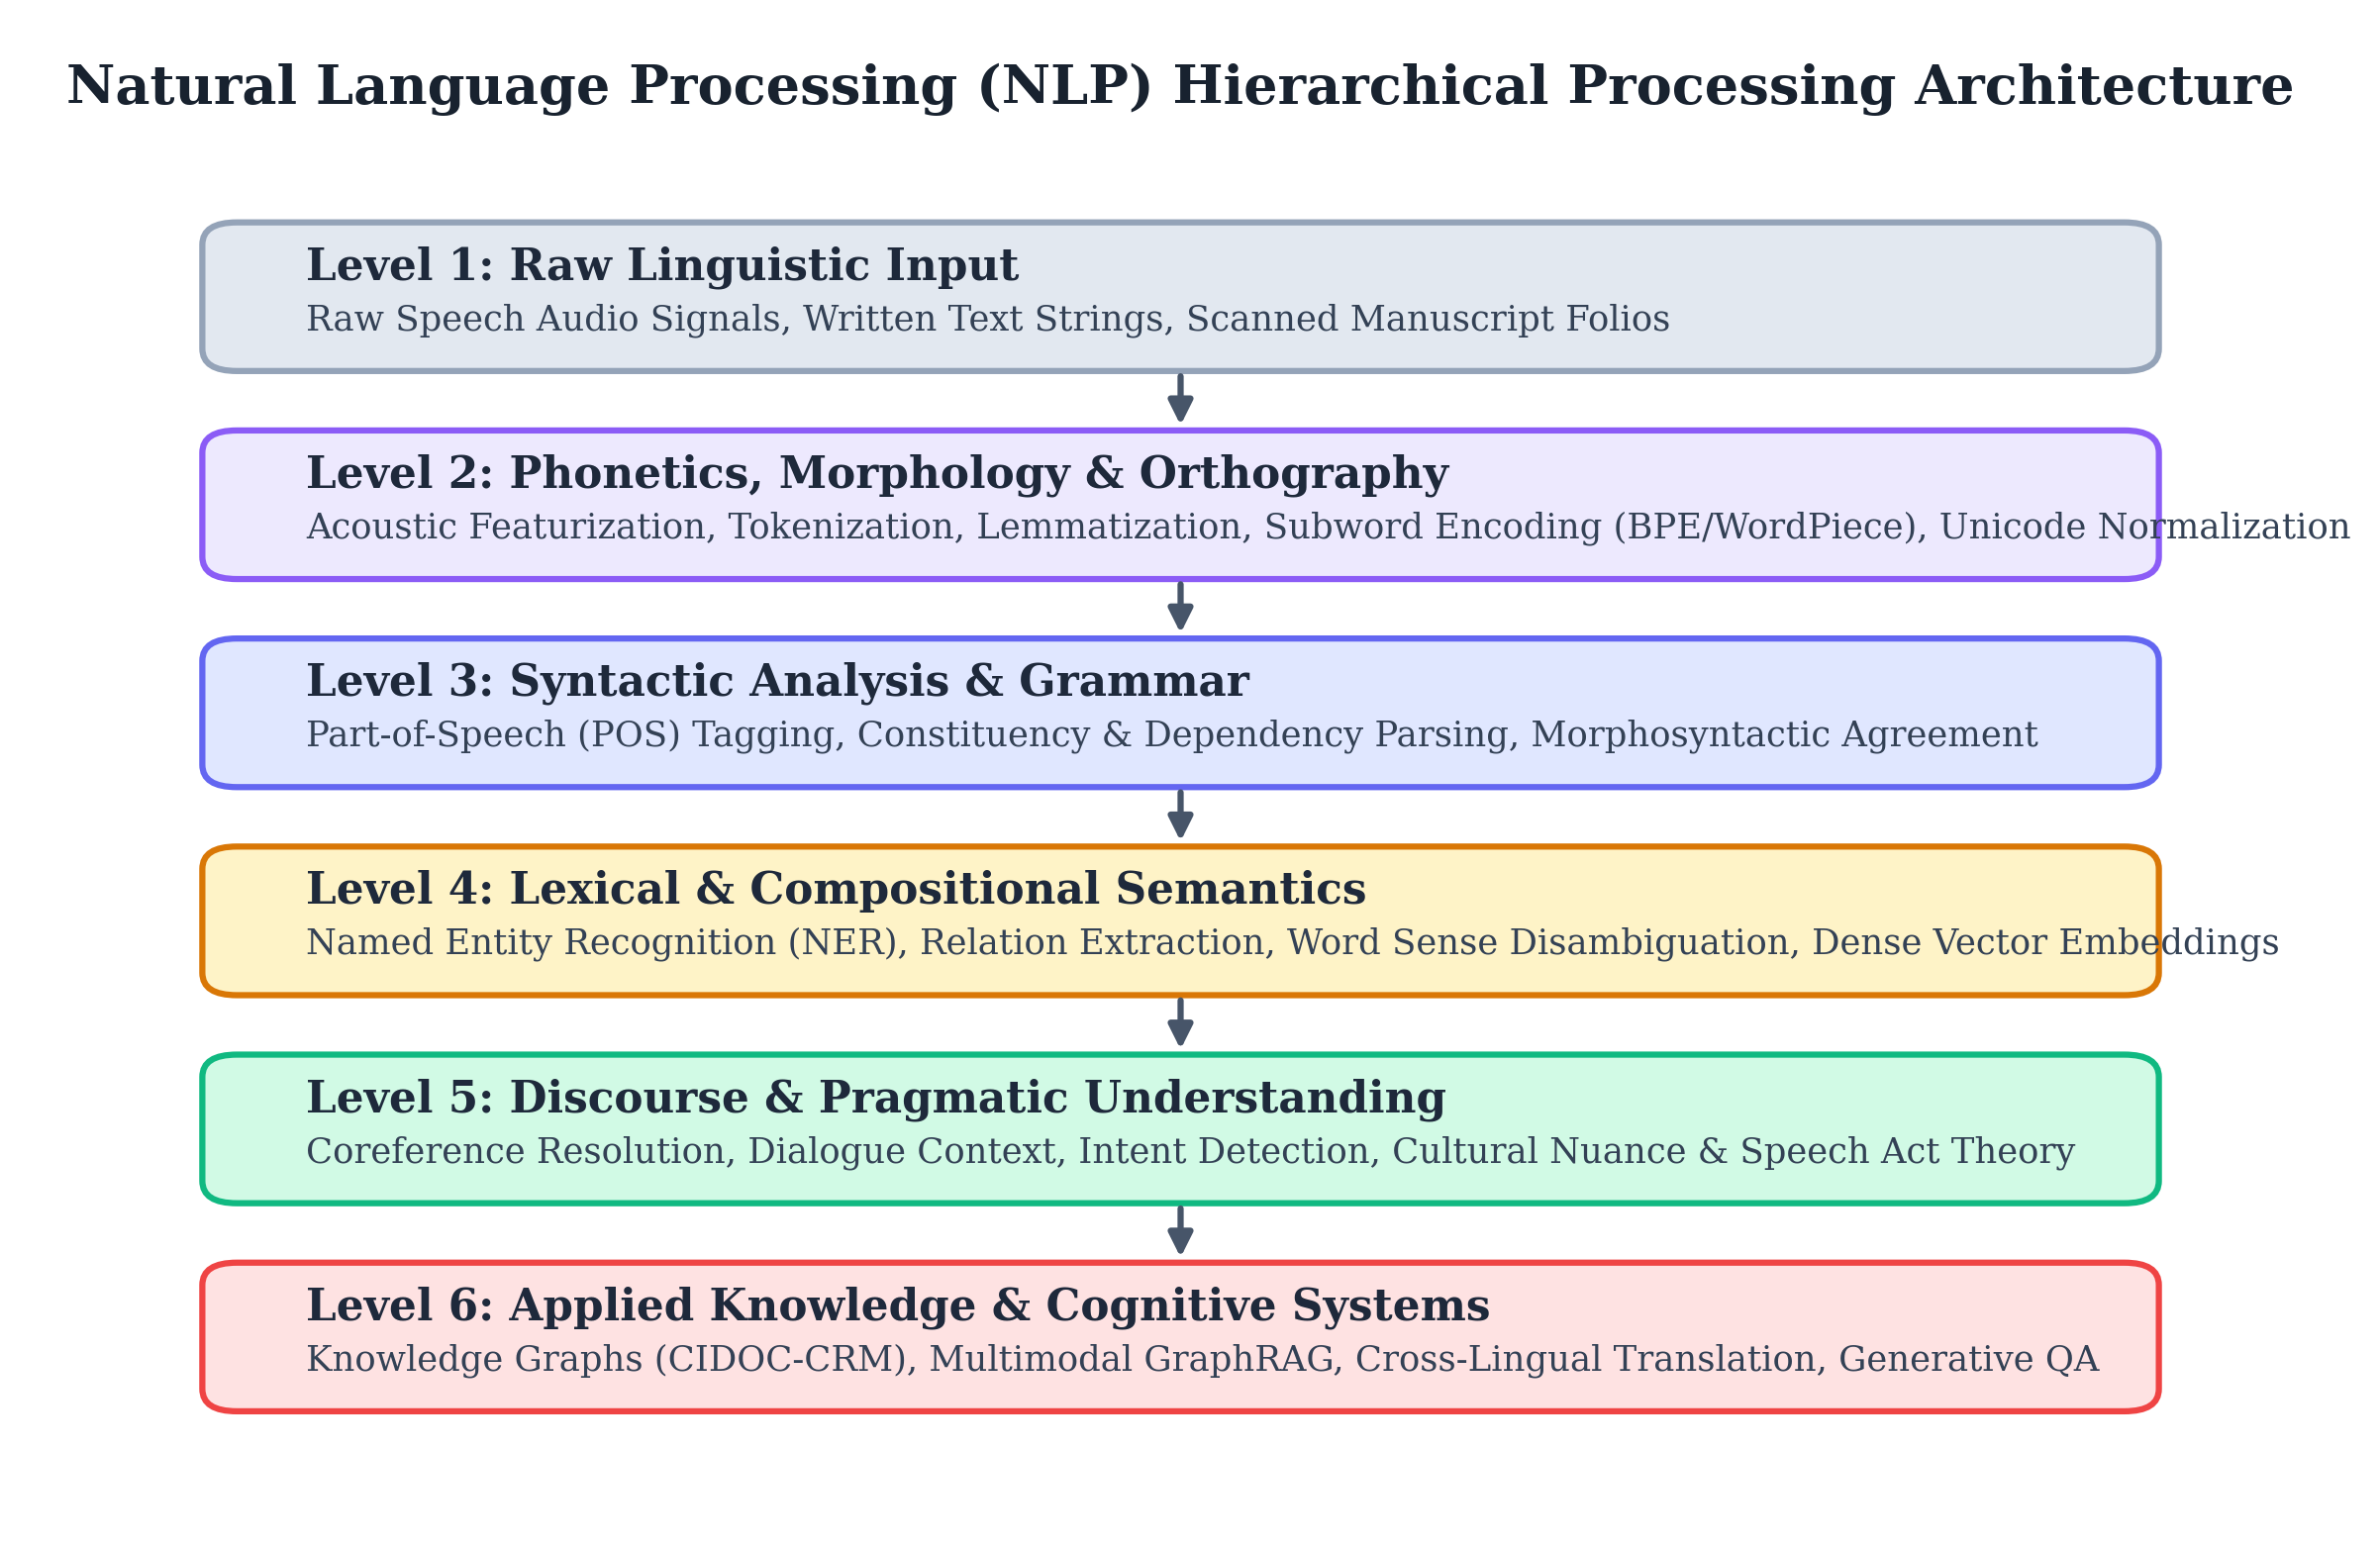 Natural Language Processing (NLP) Hierarchical Processing Architecture
Level 1: Raw Linguistic Input
Raw Speech Audio Signals, Written Text Strings, Scanned Manuscript Folios
Level 2: Phonetics, Morphology & Orthography
Acoustic Featurization, Tokenization, Lemmatization, Subword Encoding (BPE/WordPiece), Unicode Normalization
Level 3: Syntactic Analysis & Grammar
Part-of-Speech (POS) Tagging, Constituency & Dependency Parsing, Morphosyntactic Agreement
Level 4: Lexical & Compositional Semantics
Named Entity Recognition (NER), Relation Extraction, Word Sense Disambiguation, Dense Vector Embeddings
Level 5: Discourse & Pragmatic Understanding
Coreference Resolution, Dialogue Context, Intent Detection, Cultural Nuance & Speech Act Theory
Level 6: Applied Knowledge & Cognitive Systems
Knowledge Graphs (CIDOC-CRM), Multimodal GraphRAG, Cross-Lingual Translation, Generative QA